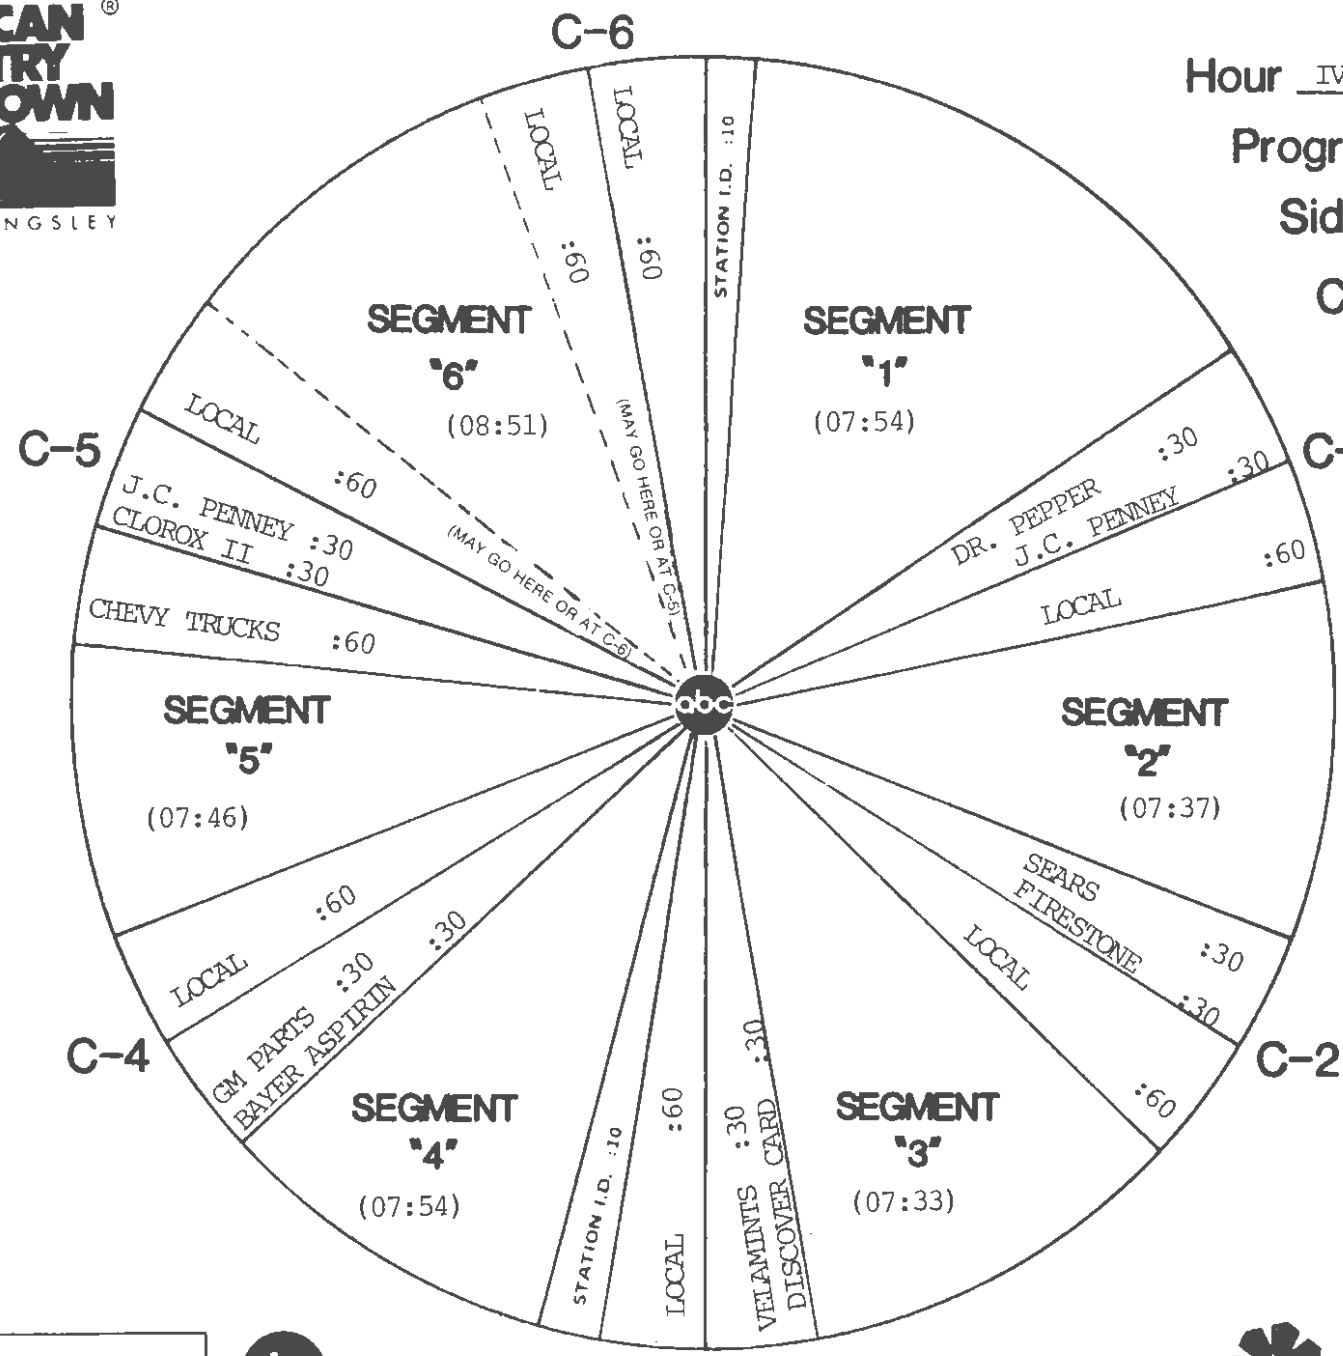 ®
C-6
Hour IV
NGSLEY
STATION I.D. :10
SEGMENT
"1"
(07:54)
DR. PEPPER :30
J.C. PENNEY :30
LOCAL :60
SEGMENT
"2"
(07:37)
SEARS :30
FIRESTONE :30
C-2
LOCAL :60
SEGMENT
"3"
(07:33)
VELAMINTS :30
DISCOVER CARD :30
LOCAL :60
STATION I.D. :10
SEGMENT
"4"
(07:54)
GM PARTS :30
BAYER ASPIRIN :30
C-4
LOCAL :60
SEGMENT
"5"
(07:46)
CHEVY TRUCKS :60
J.C. PENNEY :30
CLOROX II :30
C-5
LOCAL :60
(MAY GO HERE OR AT C-6)
SEGMENT
"6"
(08:51)
LOCAL :60
(MAY GO HERE OR AT C-5)
LOCAL :60
abc